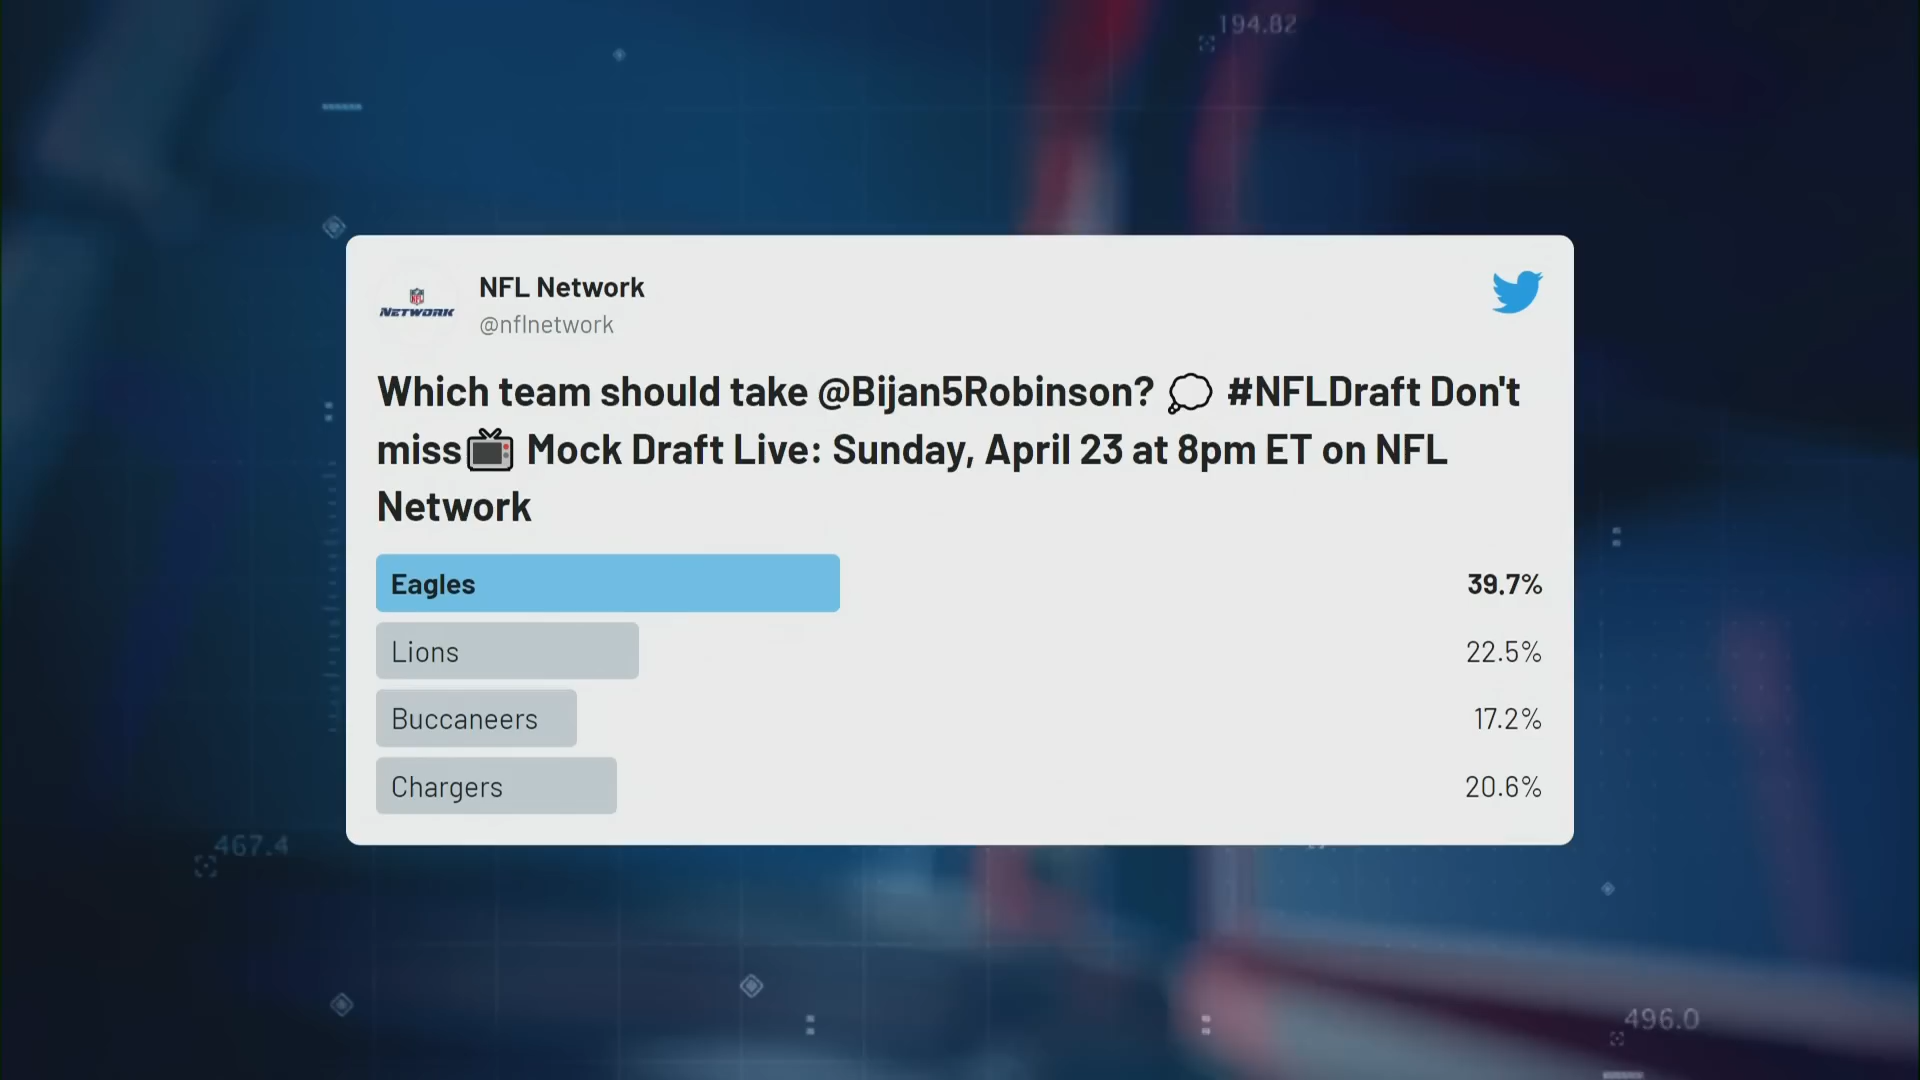 194.82
NFL
NETWORK
NFL Network
@nflnetwork
Which team should take @Bijan5Robinson? 💭 #NFLDraft Don't
miss📺 Mock Draft Live: Sunday, April 23 at 8pm ET on NFL
Network
Eagles 39.7%
Lions 22.5%
Buccaneers 17.2%
Chargers 20.6%
467.4
496.0